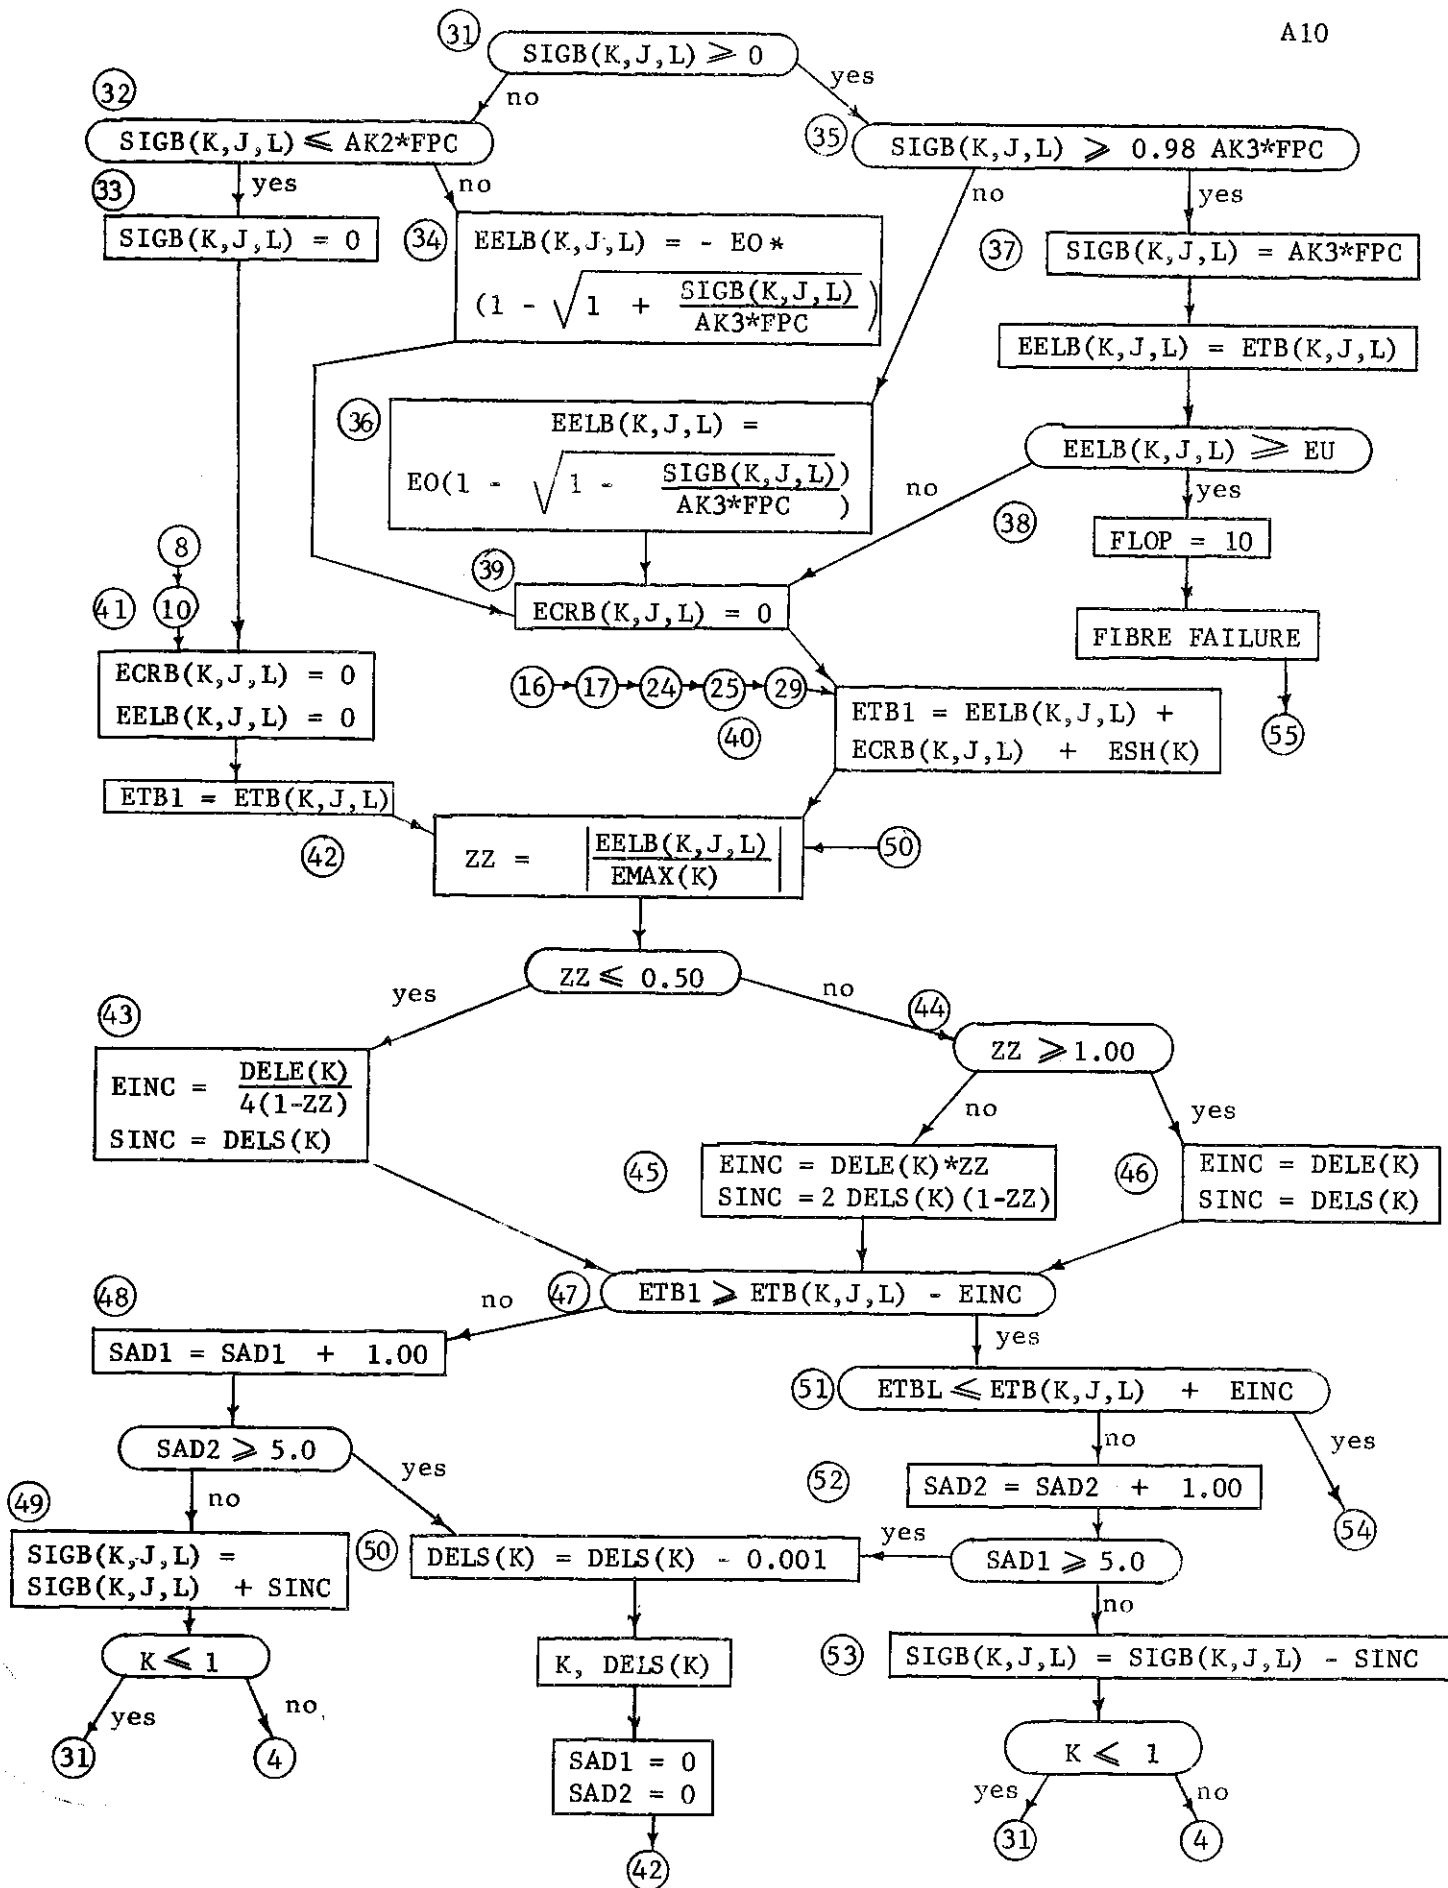 A10
31
SIGB(K,J,L) ⩾ 0
no
yes
32
SIGB(K,J,L) ⩽ AK2*FPC
35
SIGB(K,J,L) ⩾ 0.98 AK3*FPC
33
yes
no
no
yes
SIGB(K,J,L) = 0
34
EELB(K,J,L) = - EO *
(1 - √1 + SIGB(K,J,L)
AK3*FPC )
37
SIGB(K,J,L) = AK3*FPC
EELB(K,J,L) = ETB(K,J,L)
36
EELB(K,J,L) =
EO(1 - √1 - SIGB(K,J,L))
AK3*FPC )
EELB(K,J,L) ⩾ EU
no
yes
38
FLOP = 10
8
39
ECRB(K,J,L) = 0
41
10
FIBRE FAILURE
ECRB(K,J,L) = 0
EELB(K,J,L) = 0
16
17
24
25
29
40
ETB1 = EELB(K,J,L) +
ECRB(K,J,L) + ESH(K)
55
ETB1 = ETB(K,J,L)
42
ZZ = | EELB(K,J,L)
EMAX(K) |
50
ZZ ⩽ 0.50
yes
no
43
44
EINC = DELE(K)
4(1-ZZ)
SINC = DELS(K)
ZZ ⩾ 1.00
no
yes
45
EINC = DELE(K)*ZZ
SINC = 2 DELS(K)(1-ZZ)
46
EINC = DELE(K)
SINC = DELS(K)
48
no
47
ETB1 ⩾ ETB(K,J,L) - EINC
yes
SAD1 = SAD1 + 1.00
51
ETBL ⩽ ETB(K,J,L) + EINC
SAD2 ⩾ 5.0
yes
no
no
yes
52
SAD2 = SAD2 + 1.00
54
49
SIGB(K,J,L) =
SIGB(K,J,L) + SINC
50
DELS(K) = DELS(K) - 0.001
yes
SAD1 ⩾ 5.0
no
K ⩽ 1
K, DELS(K)
53
SIGB(K,J,L) = SIGB(K,J,L) - SINC
yes
no
31
4
SAD1 = 0
SAD2 = 0
K ⩽ 1
yes
no
42
31
4